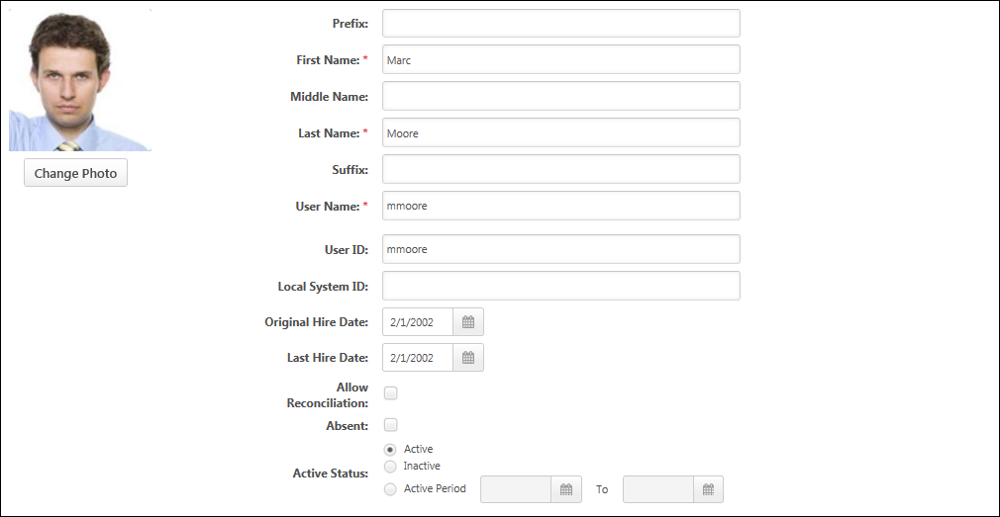 Prefix:
First Name: * Marc
Middle Name:
Last Name: * Moore
Suffix:
Change Photo
User Name: * mmoore
User ID: mmoore
Local System ID:
Original Hire Date: 2/1/2002
Last Hire Date: 2/1/2002
Allow
Reconciliation:
Absent:
Active
Active Status:
Inactive
Active Period To